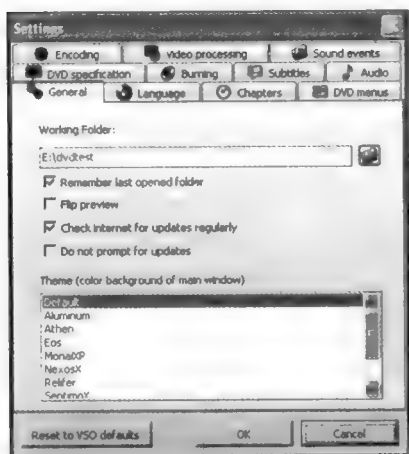 Settings
Encoding Video processing Sound events
DVD specification Burning Subtitles Audio
General Language Chapters DVD menus
Working Folder:
E:\dvdtest
Remember last opened folder
Flip preview
Check internet for updates regularly
Do not prompt for updates
Theme (color background of main window)
Default
Aluminum
Athen
Eos
MonaiXP
NexosX
Relifer
SentimoX
Reset to VSO defaults OK Cancel